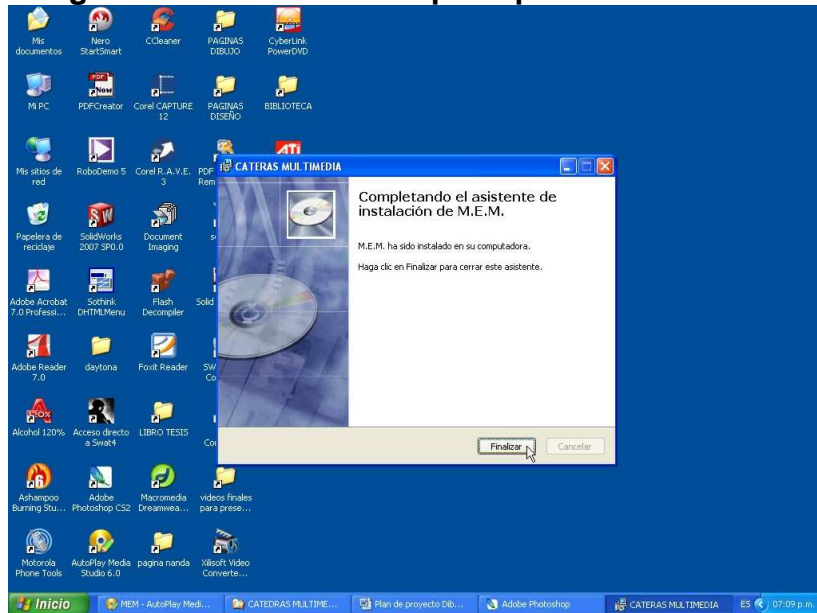 Mis
documentos
Nero
StartSmart
CCleaner
PAGINAS
DIBUJO
CyberLink
PowerDVD
Mi PC
PDFCreator
Corel CAPTURE
12
PAGINAS
DISEÑO
BIBLIOTECA
Mis sitios de
red
RoboDemo 5
Corel R.A.V.E.
3
PDF
Rem
Papelera de
reciclaje
SolidWorks
2007 SP0.0
Document
Imaging
Adobe Acrobat
7.0 Professi...
Sothink
DHTMLMenu
Flash
Decompiler
Solid
Adobe Reader
7.0
daytona
Foxit Reader
SW
Co
Alcohol 120%
Acceso directo
a Swat4
LIBRO TESIS
Ashampoo
Burning Stu...
Adobe
Photoshop CS2
Macromedia
Dreamwea...
videos finales
para prese...
Motorola
Phone Tools
AutoPlay Media
Studio 6.0
pagina nanda
Xilisoft Video
Converte...
CATERAS MULTIMEDIA
Completando el asistente de
instalación de M.E.M.
M.E.M. ha sido instalado en su computadora.
Haga clic en Finalizar para cerrar este asistente.
Finalizar
Cancelar
Inicio
MEM - AutoPlay Medi...
CATEDRAS MULTIME...
Plan de proyecto Dib...
Adobe Photoshop
CATERAS MULTIMEDIA
ES
07:09 p.m.